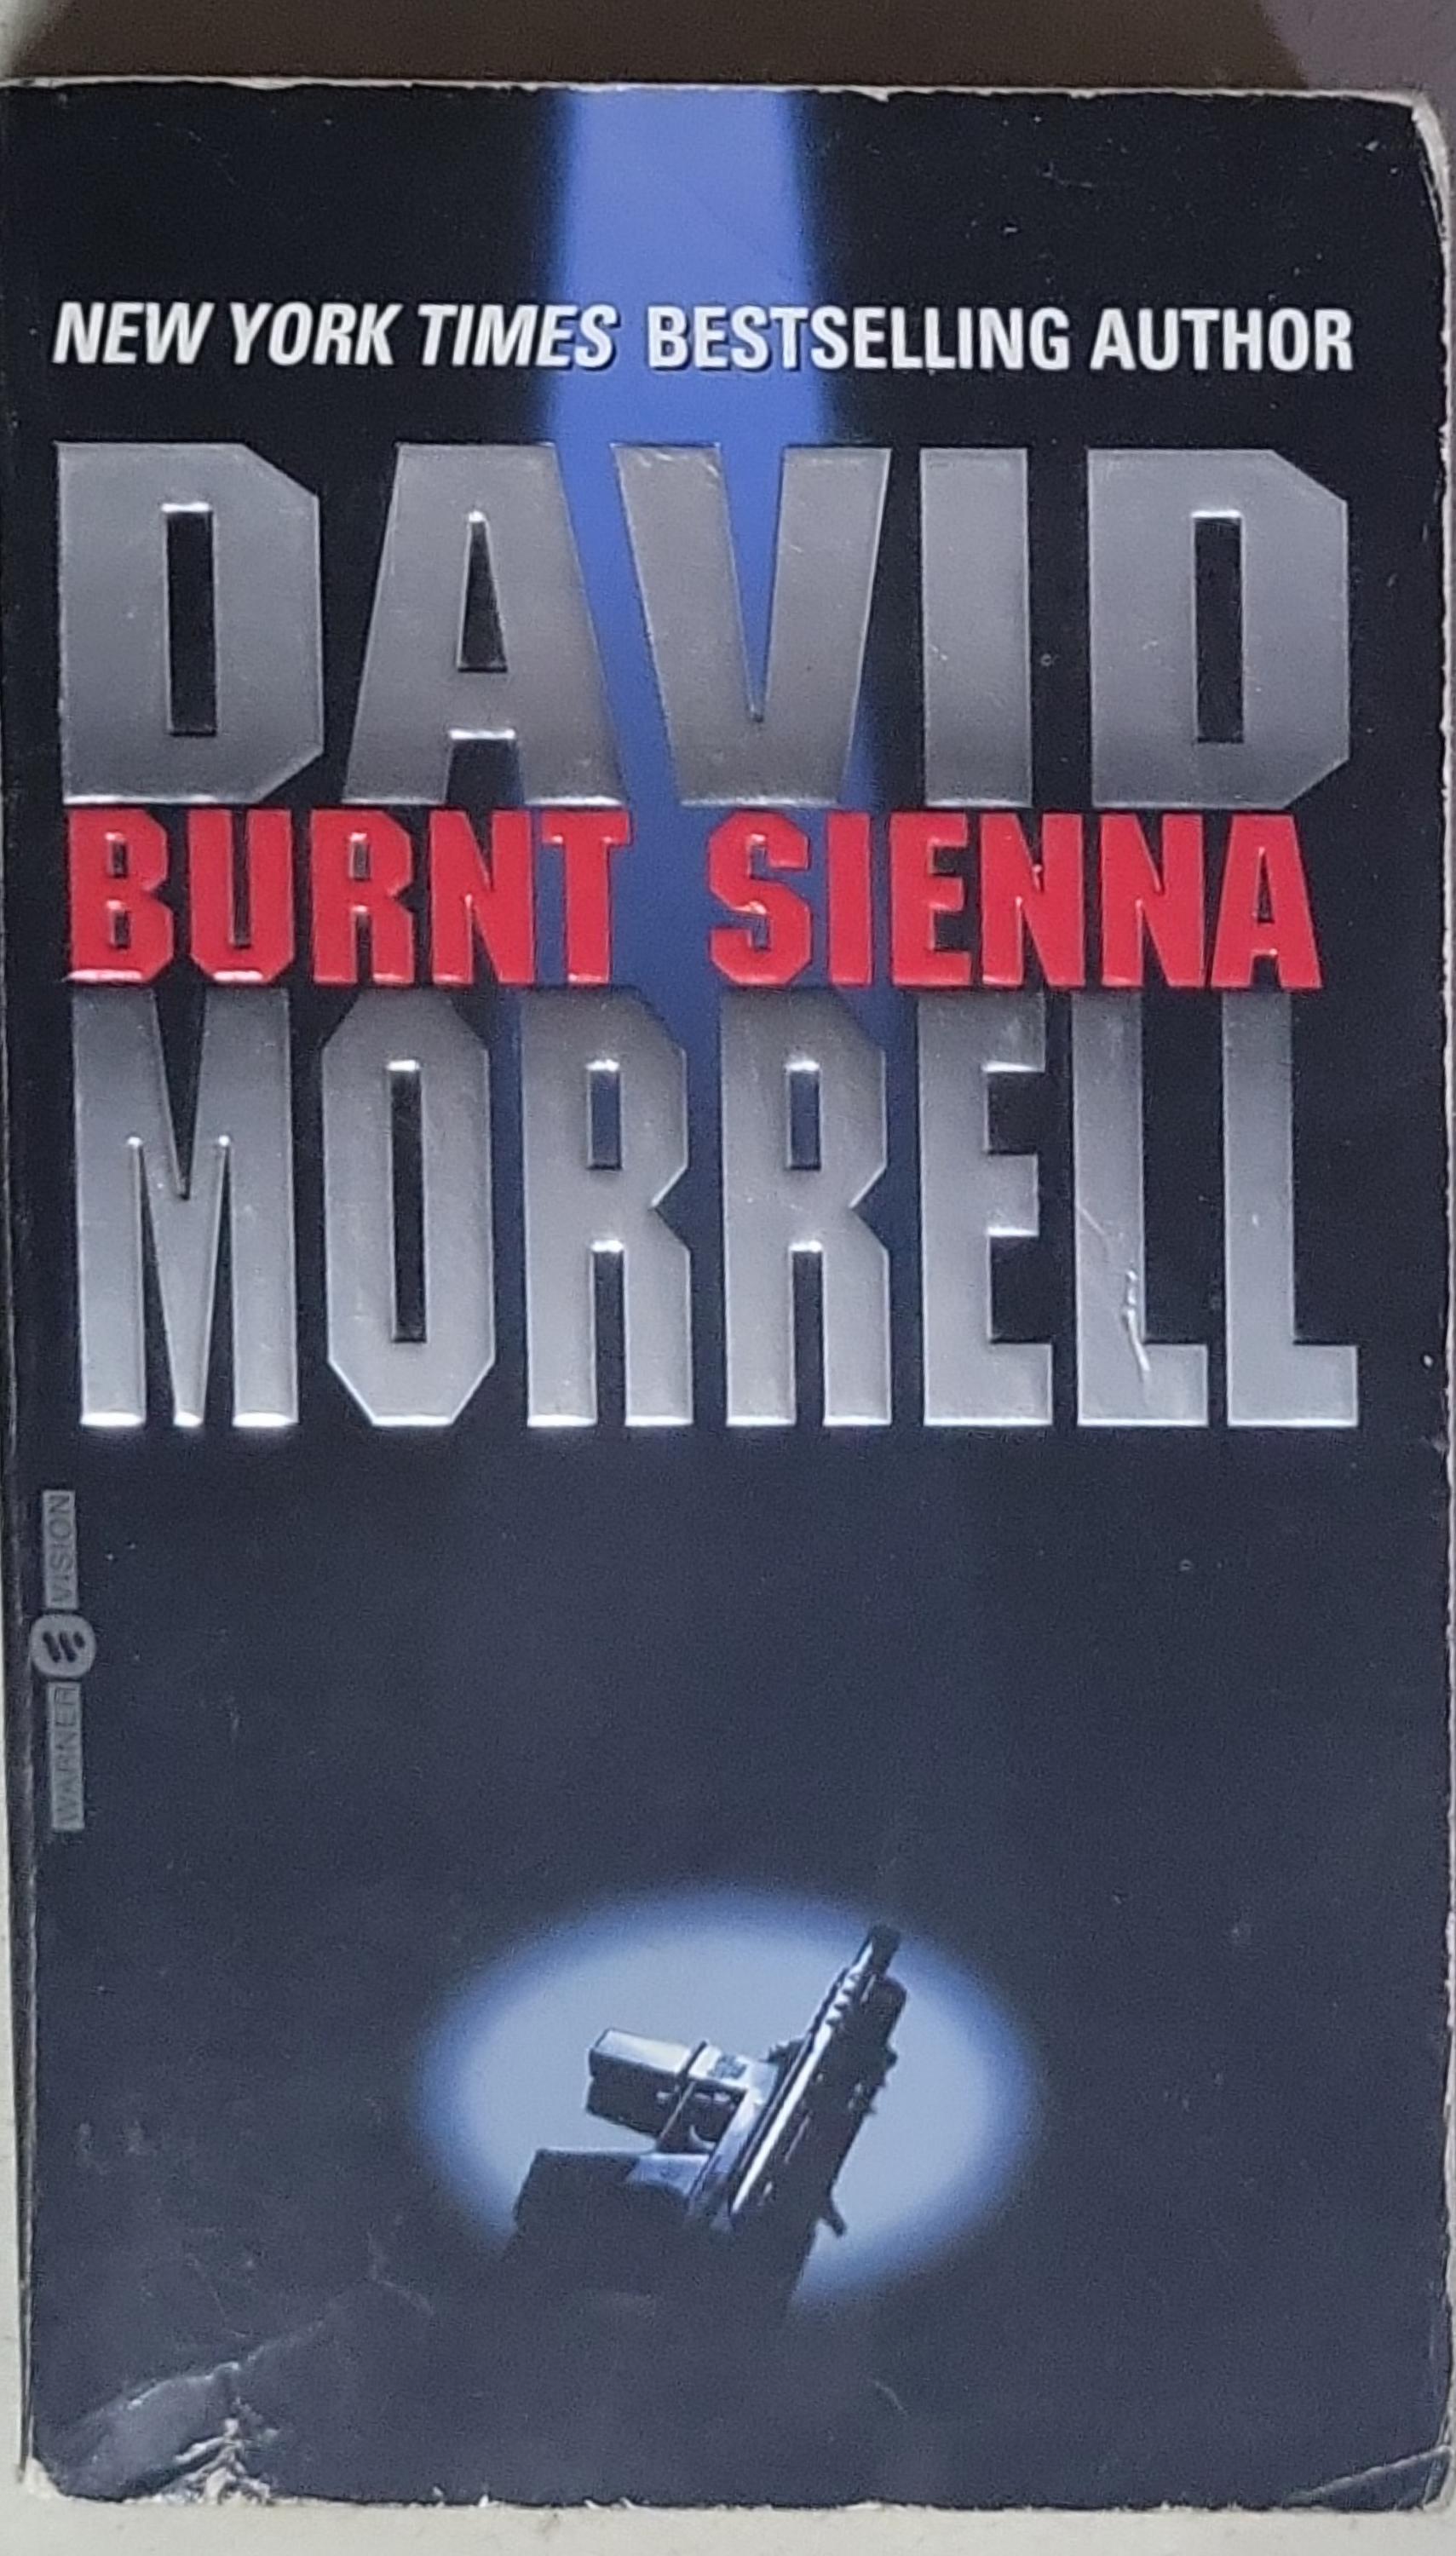 NEW YORK TIMES BESTSELLING AUTHOR
DAVID
BURNT SIENNA
MORRELL
WARNER VISION